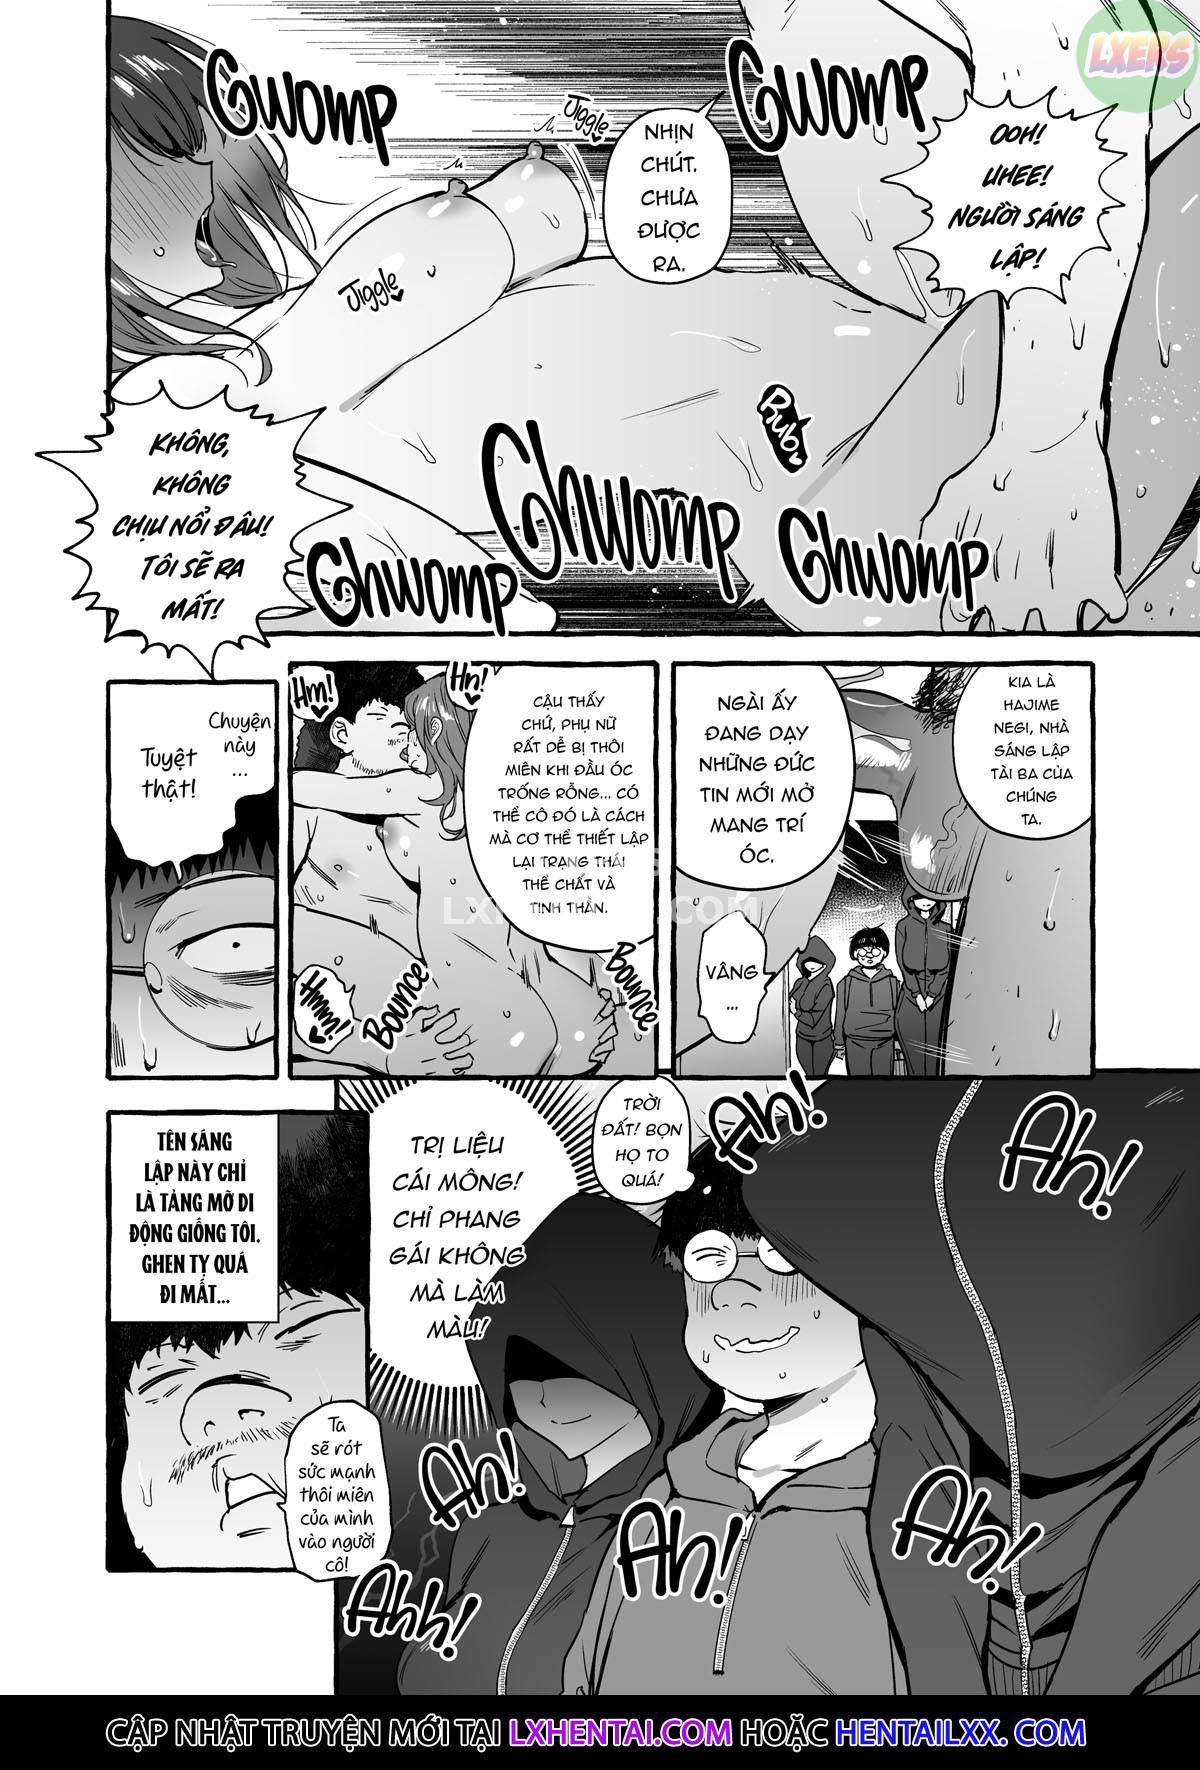 LXERS
GWOMP
Jiggle
NHỊN
CHÚT.
CHƯA
ĐƯỢC
RA.
GWOMP
OOH!
UHEE!
NGƯỜI SÁNG
LẬP!
Jiggle
KHÔNG,
KHÔNG
CHỊU NỔI ĐÂU!
TÔI SẼ RA
MẤT!
GHWOMP
GHWOMP
GHWOMP
KIA LÀ
HAJIME
NEGI, NHÀ
SÁNG LẬP
TÀI BA CỦA
CHÚNG
TA.
NGÀI ẤY
ĐANG DẠY
NHỮNG ĐỨC
TIN MỚI MỞ
MANG TRÍ
ÓC.
VÂNG
...
Hm!
Hn!
CẬU THẤY
CHỨ, PHỤ NỮ
RẤT DỄ BỊ THÔI
MIÊN KHI ĐẦU ÓC
TRỐNG RỖNG... CÓ
THỂ CÔ ĐÓ LÀ CÁCH
MÀ CƠ THỂ THIẾT LẬP
LẠI TRẠNG THÁI
THỂ CHẤT VÀ
TINH THẦN.
Hmm!
BOUNCE
BOUNCE
Chuyện
này
...
Tuyệt
thật!
TRỜI
ĐẤT! BỌN
HỌ TO
QUÁ!
AH!
AH!
TRỊ LIỆU
CÁI MÔNG!
CHỈ PHANG
GÁI KHÔNG
MÀ LÀM
MÀU!
AH!
AH!
AH!
AHH!
TÊN SÁNG
LẬP NÀY CHỈ
LÀ TẢNG MỠ DI
ĐỘNG GIỐNG TÔI.
GHEN TỴ QUÁ
ĐI MẤT...
Ta
sẽ rót
sức mạnh
thôi miên
của mình
vào người
cô!
CẬP NHẬT TRUYỆN MỚI TẠI LXHENTAI.COM HOẶC HENTAILXX. COM